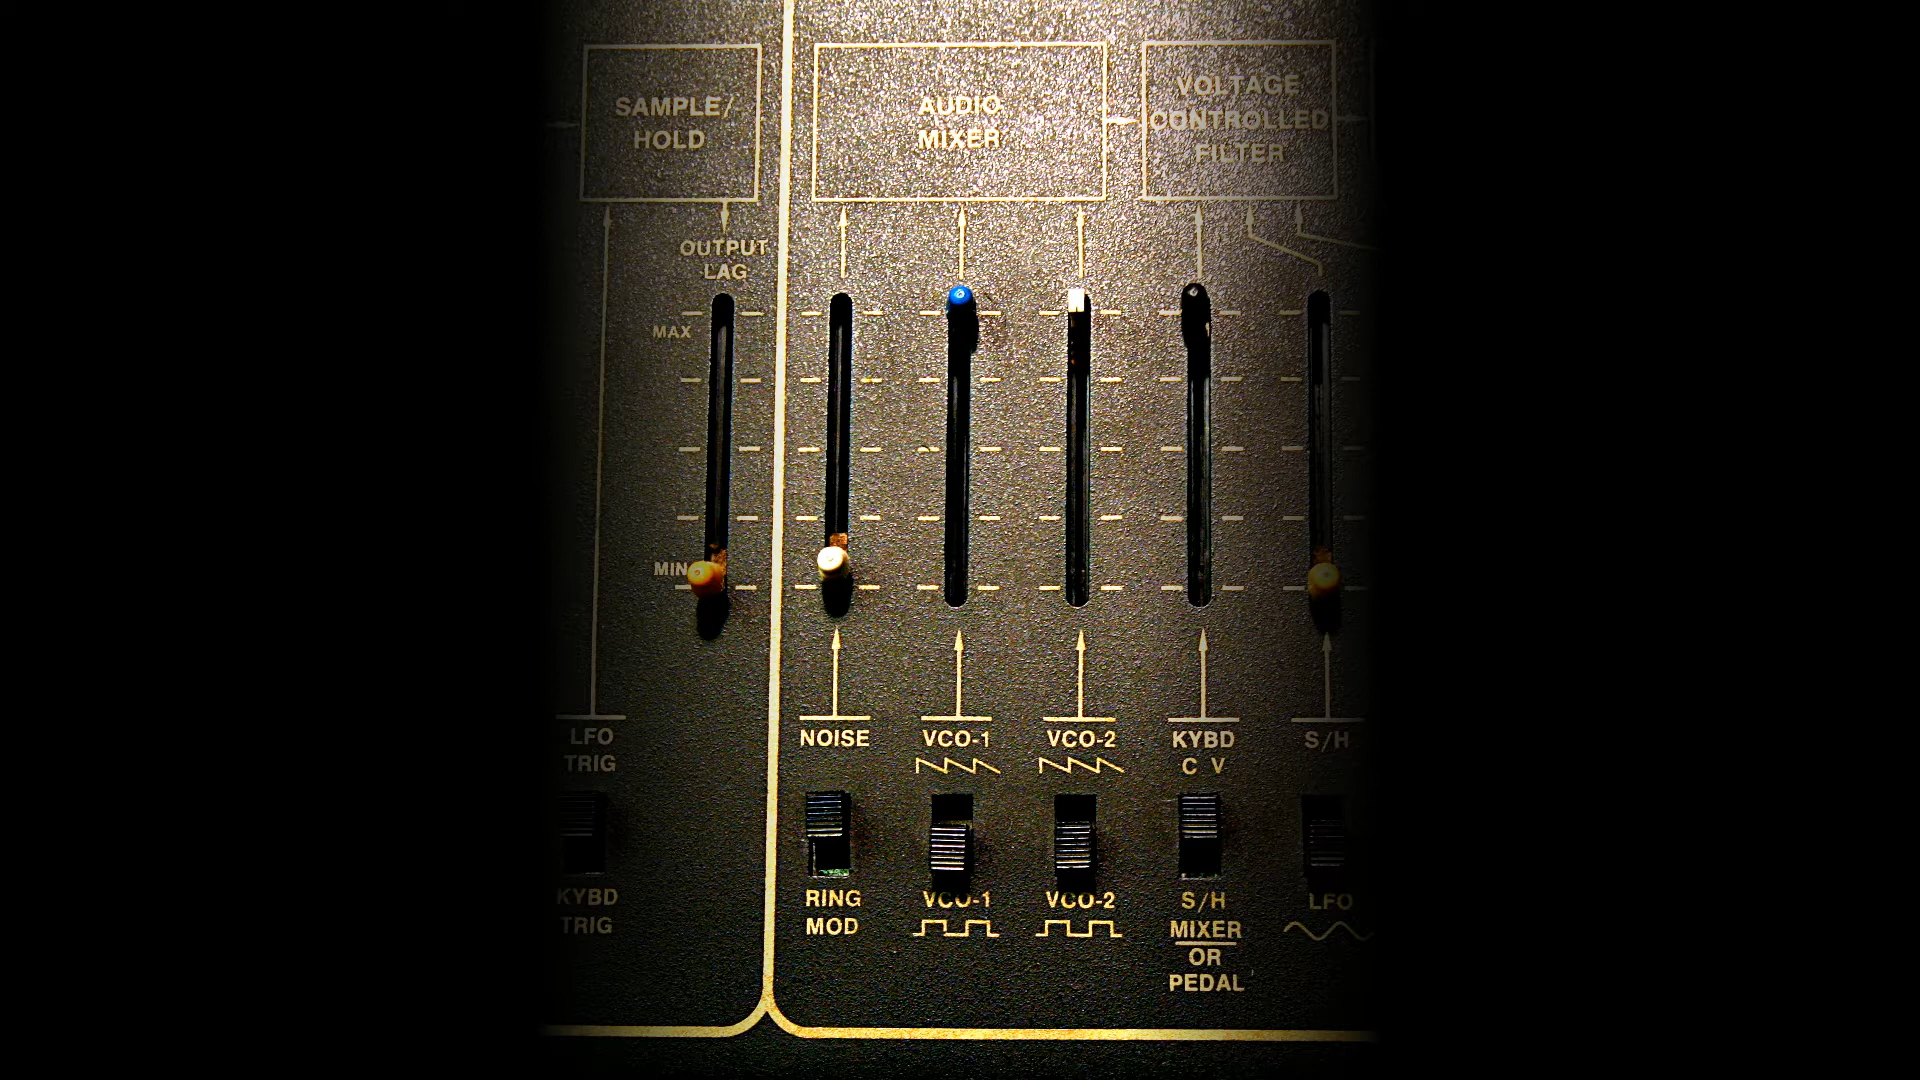 SAMPLE/
HOLD
AUDIO
MIXER
VOLTAGE
CONTROLLED
FILTER
OUTPUT
LAG
MAX
MIN
LFO
TRIG
NOISE
VCO-1
VCO-2
KYBD
C V
S/H
KYBD
TRIG
RING
MOD
VCO-1
VCO-2
S/H
MIXER
OR
PEDAL
LFO